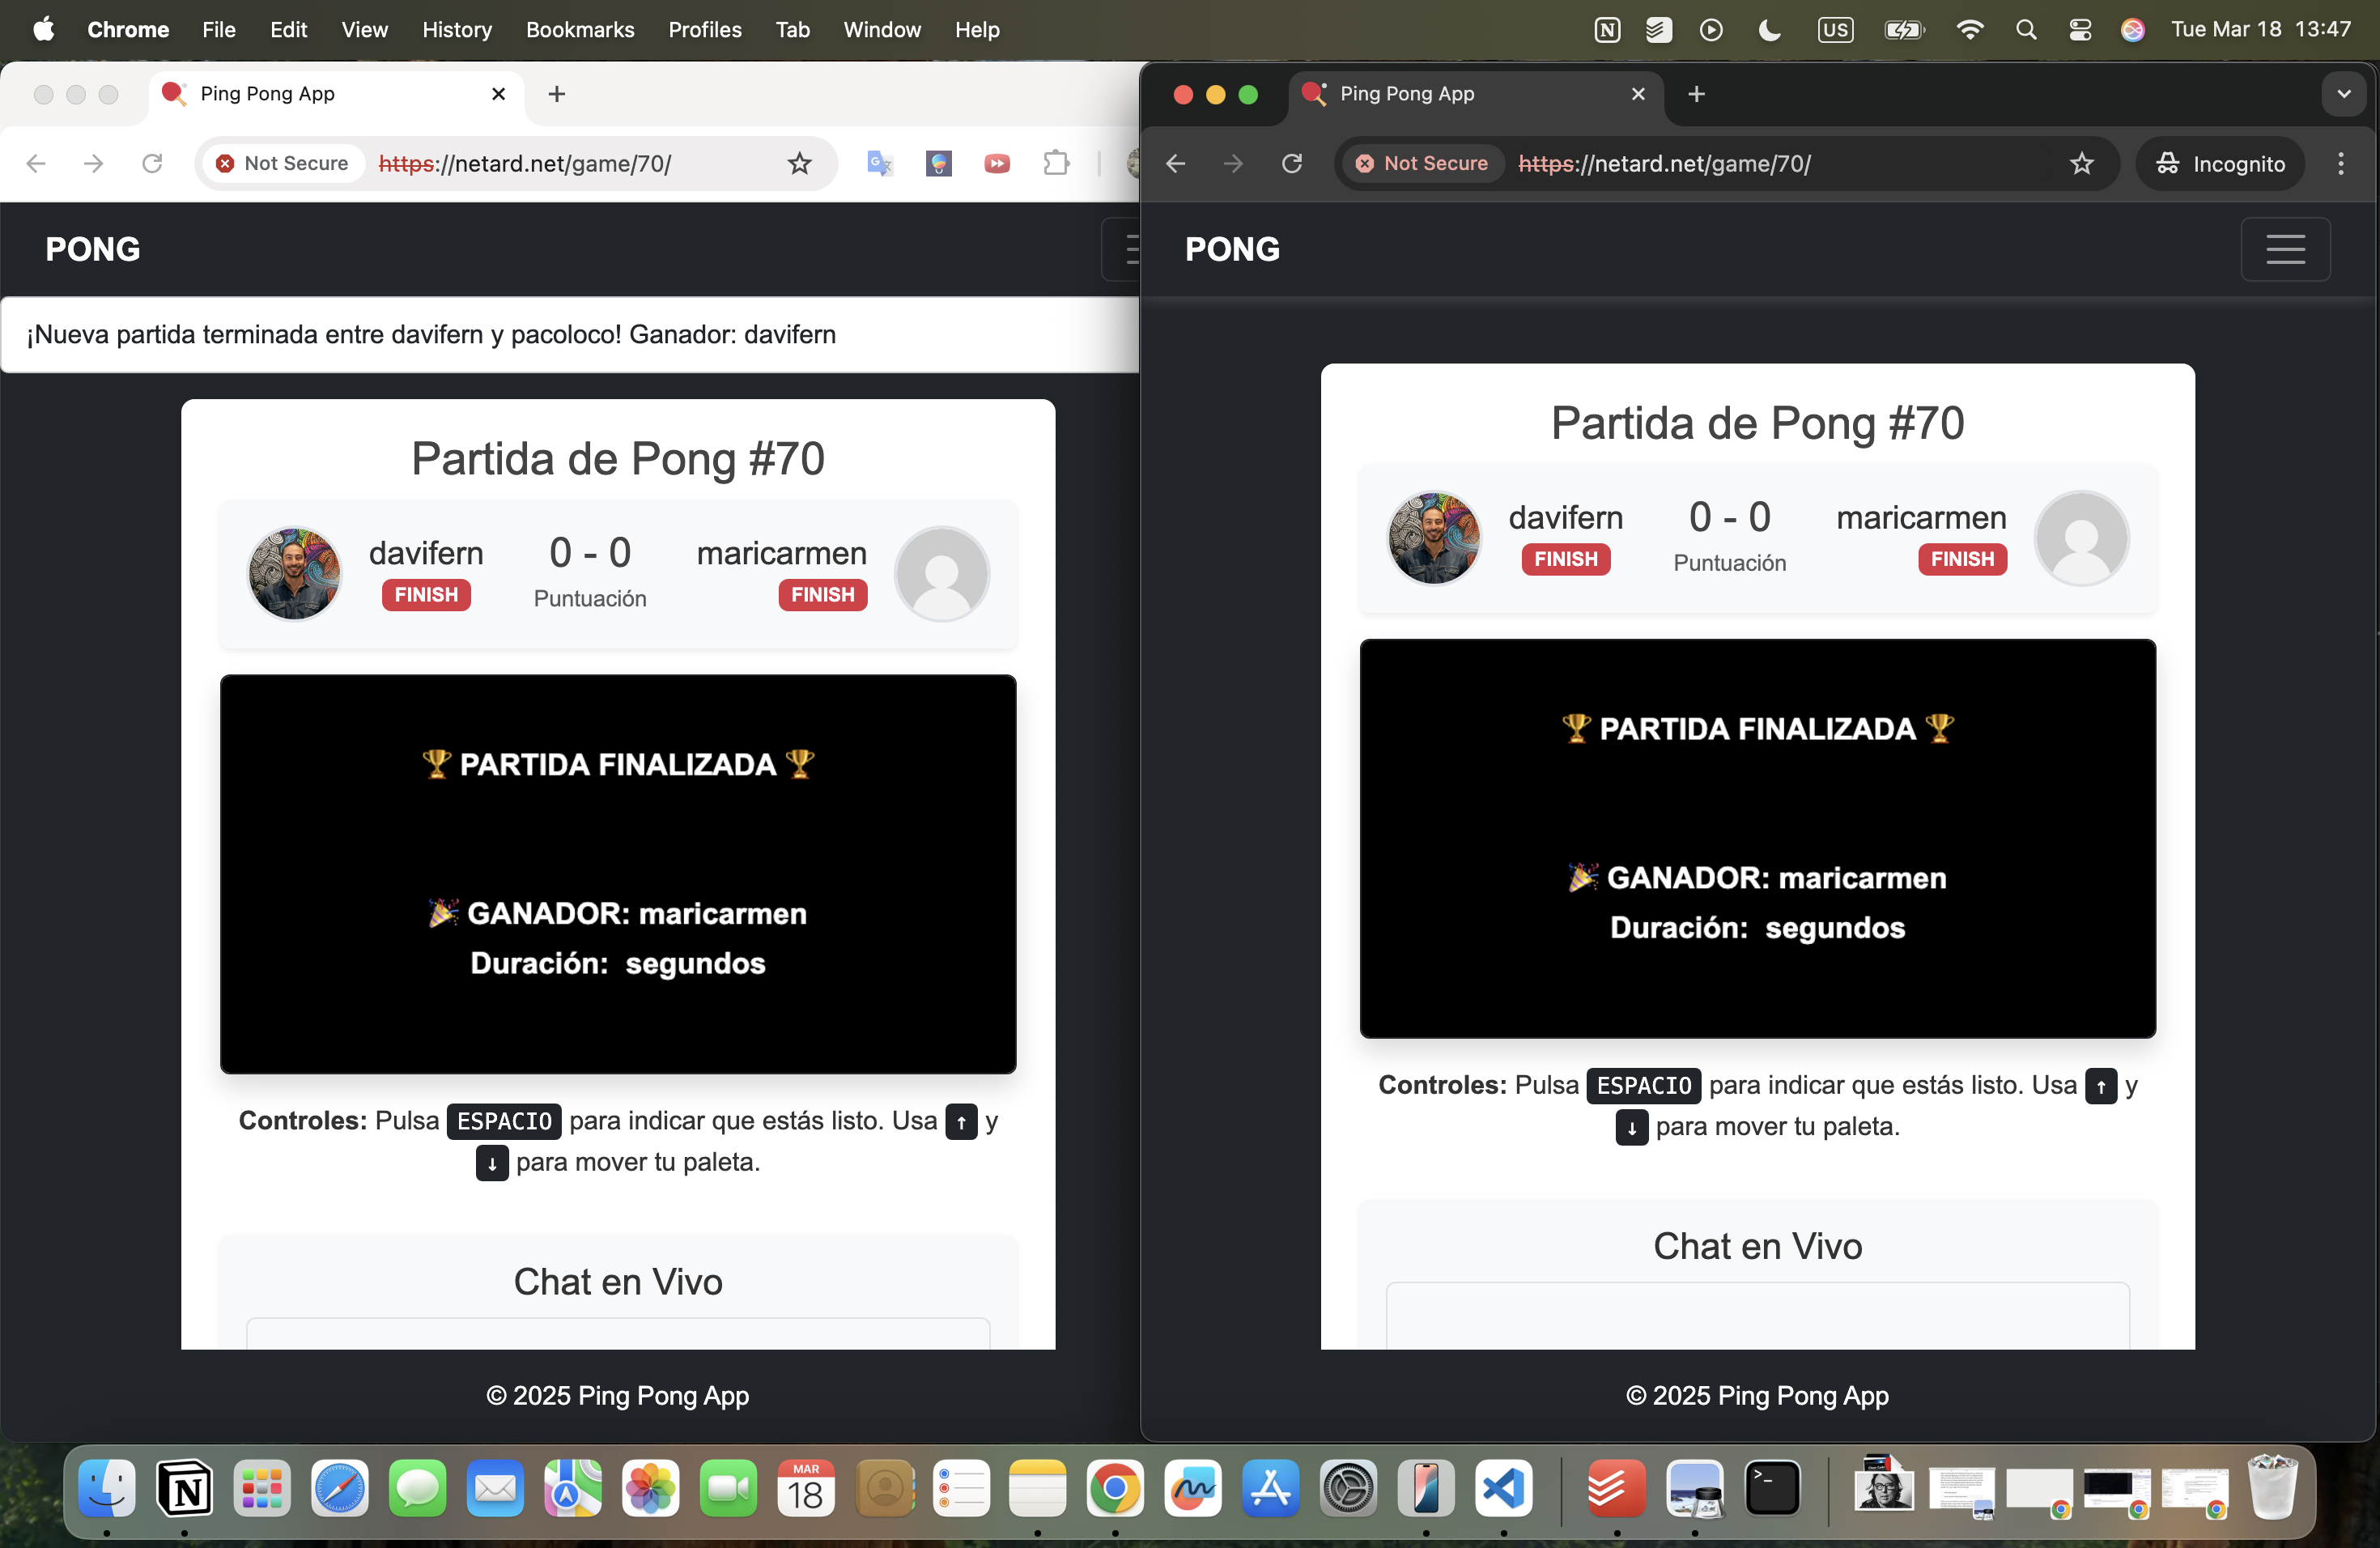 Chrome File Edit View History Bookmarks Profiles Tab Window Help
US Tue Mar 18 13:47
Ping Pong App
Not Secure https://netard.net/game/70/
PONG
¡Nueva partida terminada entre davifern y pacoloco! Ganador: davifern
Partida de Pong #70
davifern 0 - 0 maricarmen
FINISH Puntuación FINISH
🏆 PARTIDA FINALIZADA 🏆
🎉 GANADOR: maricarmen
Duración: segundos
Controles: Pulsa ESPACIO para indicar que estás listo. Usa ↑ y
↓ para mover tu paleta.
Chat en Vivo
© 2025 Ping Pong App
Ping Pong App
Not Secure https://netard.net/game/70/ Incognito
PONG
Partida de Pong #70
davifern 0 - 0 maricarmen
FINISH Puntuación FINISH
🏆 PARTIDA FINALIZADA 🏆
🎉 GANADOR: maricarmen
Duración: segundos
Controles: Pulsa ESPACIO para indicar que estás listo. Usa ↑ y
↓ para mover tu paleta.
Chat en Vivo
© 2025 Ping Pong App
MAR
18